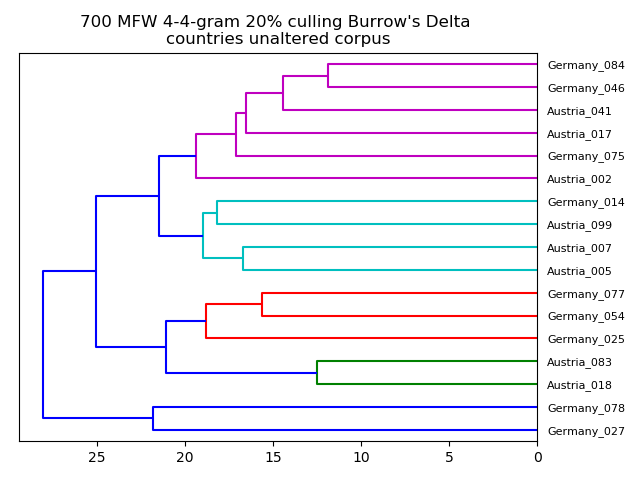 700 MFW 4-4-gram 20% culling Burrow's Delta
countries unaltered corpus
Germany_084
Germany_046
Austria_041
Austria_017
Germany_075
Austria_002
Germany_014
Austria_099
Austria_007
Austria_005
Germany_077
Germany_054
Germany_025
Austria_083
Austria_018
Germany_078
Germany_027
25 20 15 10 5 0